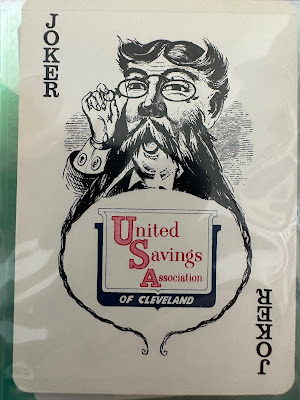 JOKER
United
Savings
Association
OF CLEVELAND
JOKER